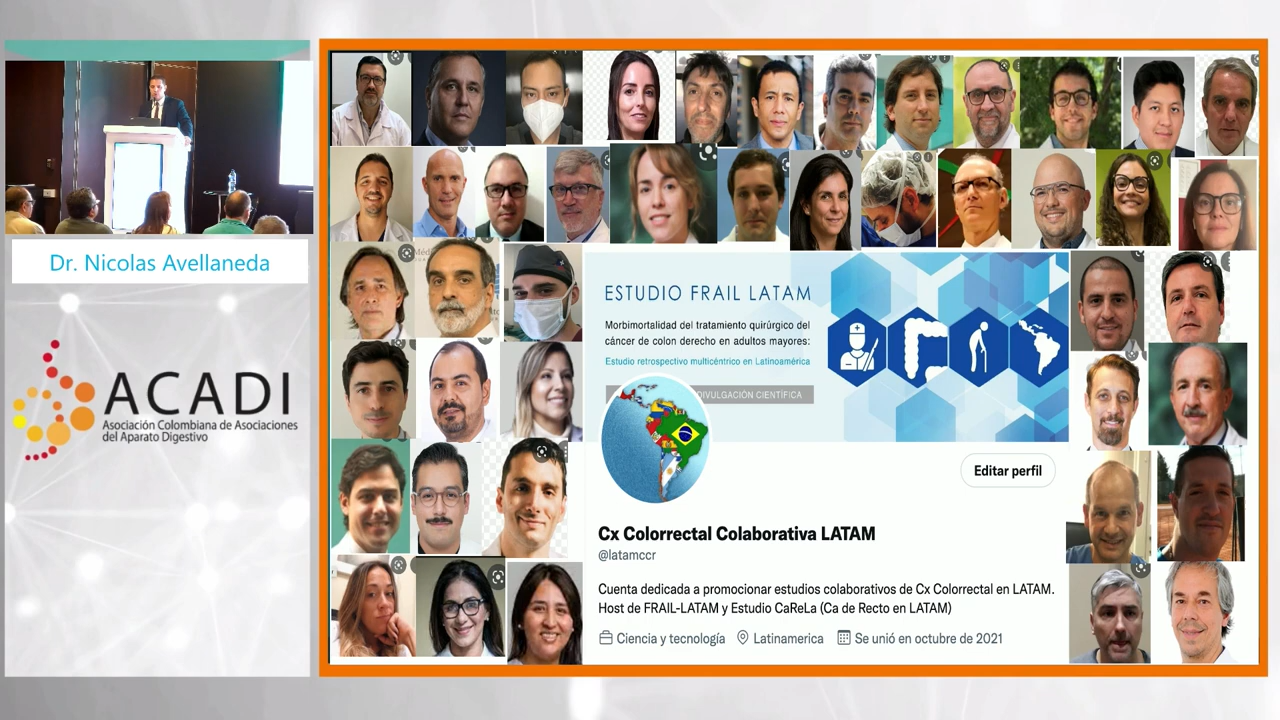 Dr. Nicolas Avellaneda
ACADI
Asociación Colombiana de Asociaciones
del Aparato Digestivo
ESTUDIO FRAIL LATAM
Morbimortalidad del tratamiento quirúrgico del
cáncer de colon derecho en adultos mayores:
Estudio retrospectivo multicéntrico en Latinoamérica
DIVULGACIÓN CIENTÍFICA
Editar perfil
Cx Colorrectal Colaborativa LATAM
@latamccr
Cuenta dedicada a promocionar estudios colaborativos de Cx Colorrectal en LATAM.
Host de FRAIL-LATAM y Estudio CaReLa (Ca de Recto en LATAM)
Ciencia y tecnología Latinamerica Se unió en octubre de 2021